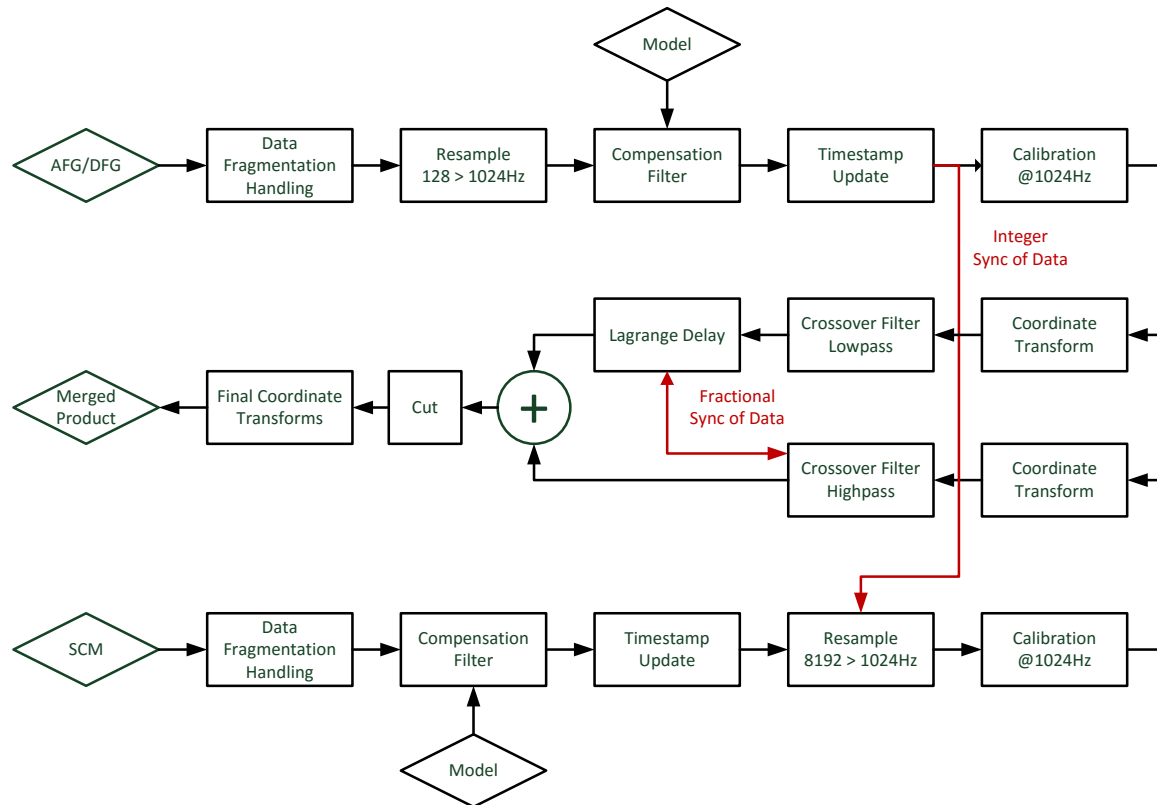 Model
AFG/DFG
Data
Fragmentation
Handling
Resample
128 > 1024Hz
Compensation
Filter
Timestamp
Update
Calibration
@1024Hz
Integer
Sync of Data
Lagrange Delay
Crossover Filter
Lowpass
Coordinate
Transform
Merged
Product
Final Coordinate
Transforms
Cut
+
Fractional
Sync of Data
Crossover Filter
Highpass
Coordinate
Transform
SCM
Data
Fragmentation
Handling
Compensation
Filter
Timestamp
Update
Resample
8192 > 1024Hz
Calibration
@1024Hz
Model